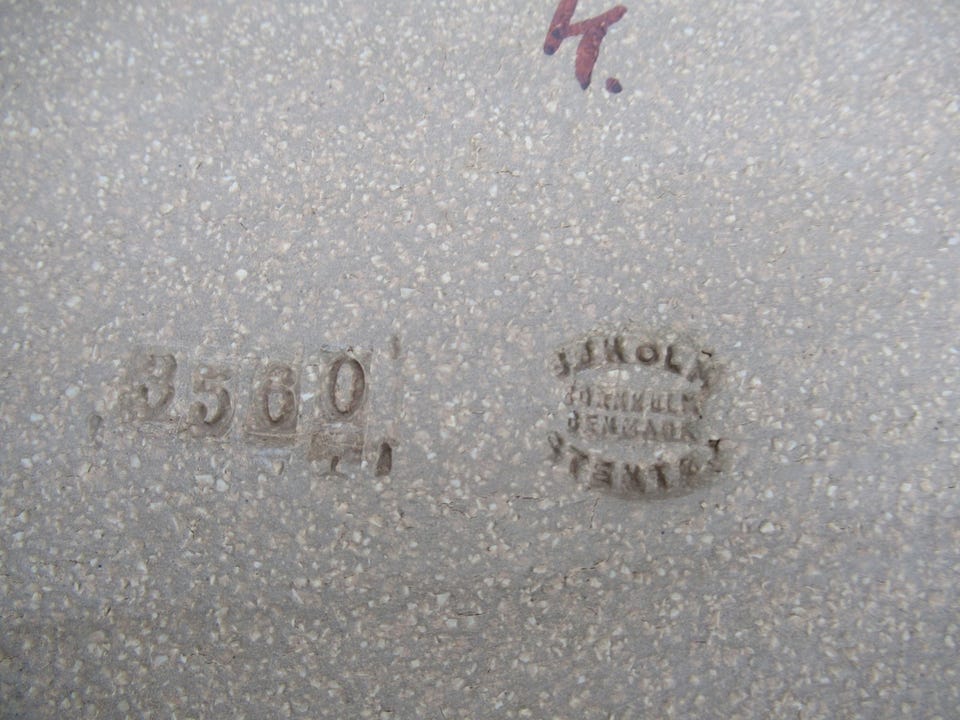 K.
3560
SØHOLM
BORNHOLM
DENMARK
STENTØJ